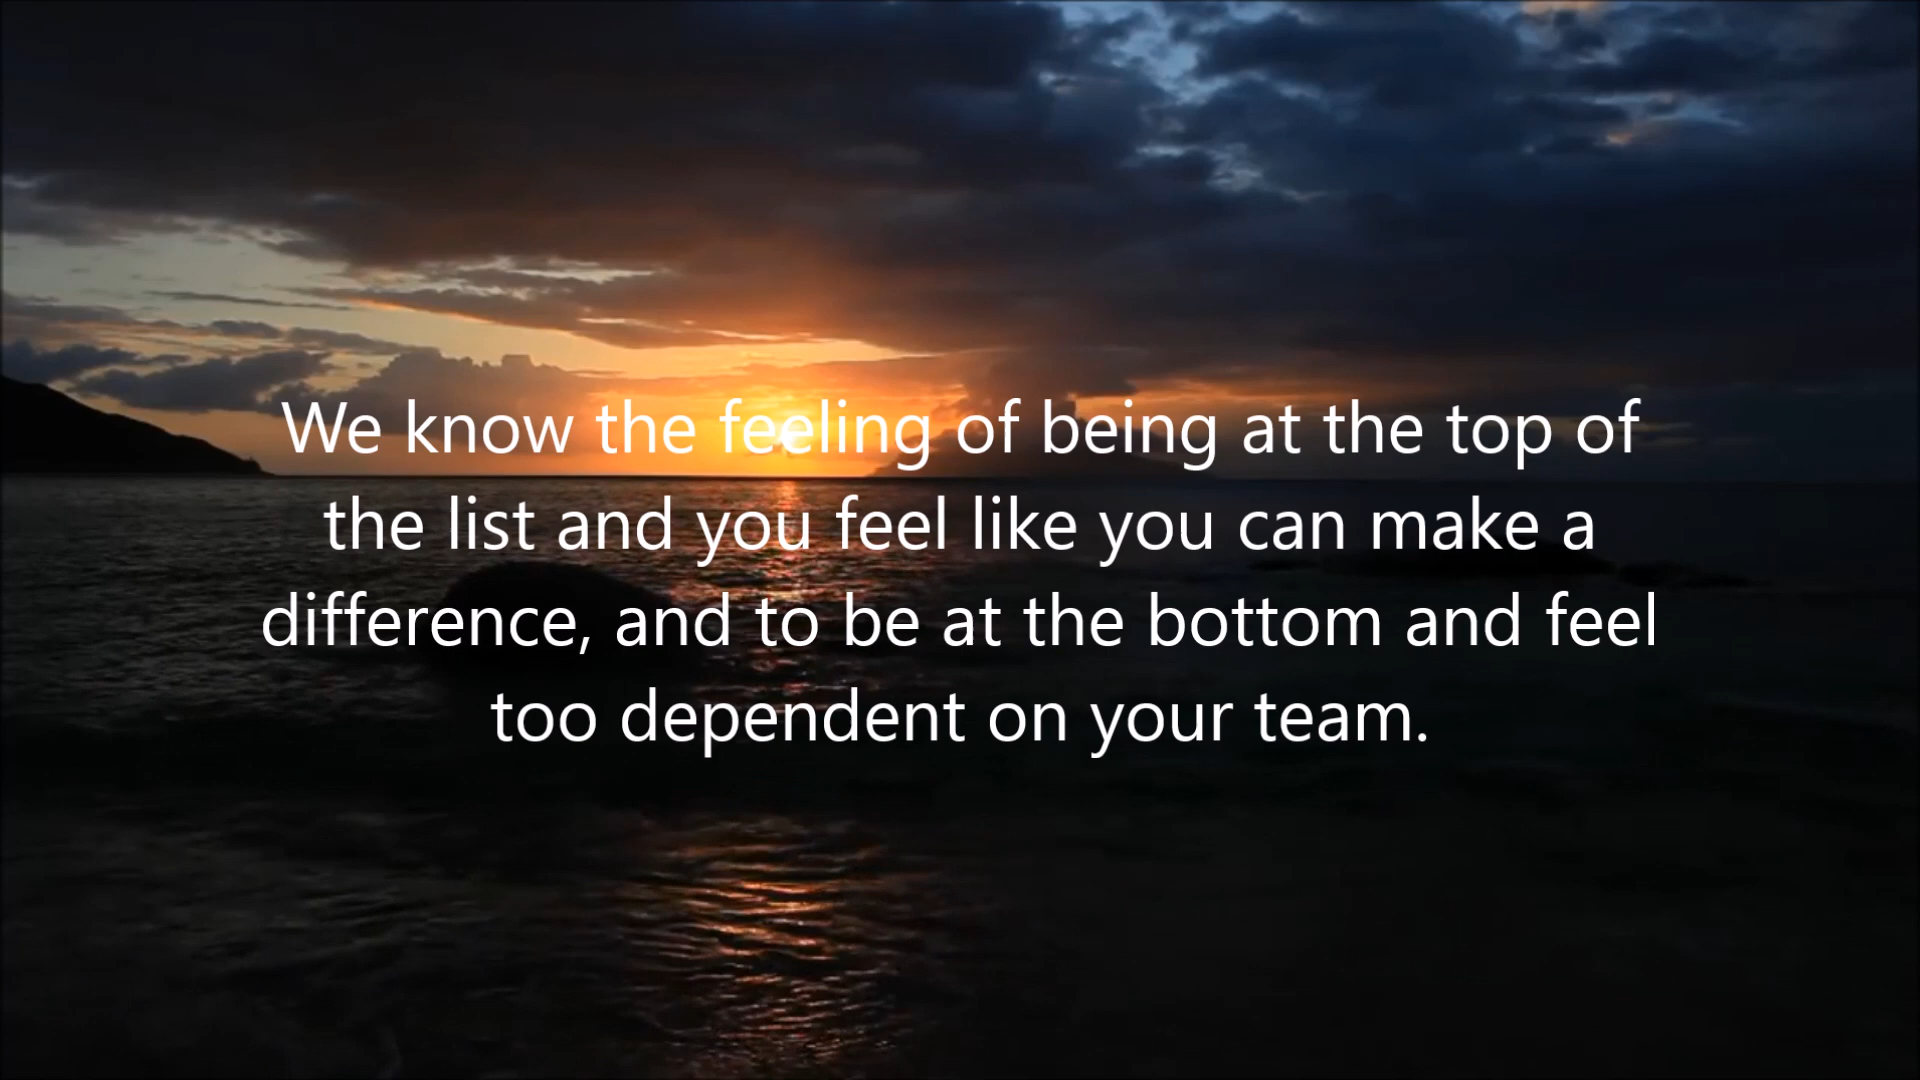 We know the feeling of being at the top of
the list and you feel like you can make a
difference, and to be at the bottom and feel
too dependent on your team.